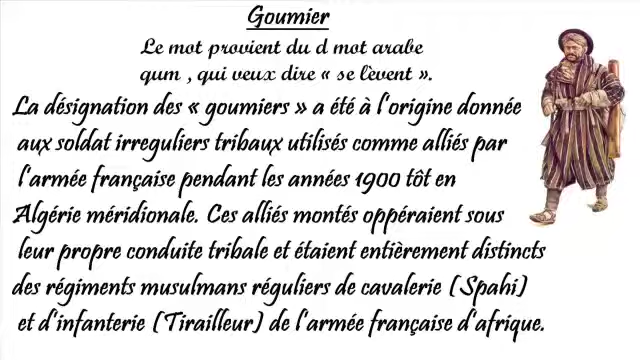 Goumier
Le mot provient du d mot arabe
qum , qui veux dire « se lèvent ».
La désignation des « goumiers » a été à l'origine donnée
aux soldat irreguliers tribaux utilisés comme alliés par
l'armée française pendant les années 1900 tôt en
Algérie méridionale. Ces alliés montés oppéraient sous
leur propre conduite tribale et étaient entièrement distincts
des régiments musulmans réguliers de cavalerie (Spahi)
et d'infanterie (Tirailleur) de l'armée française d'afrique.